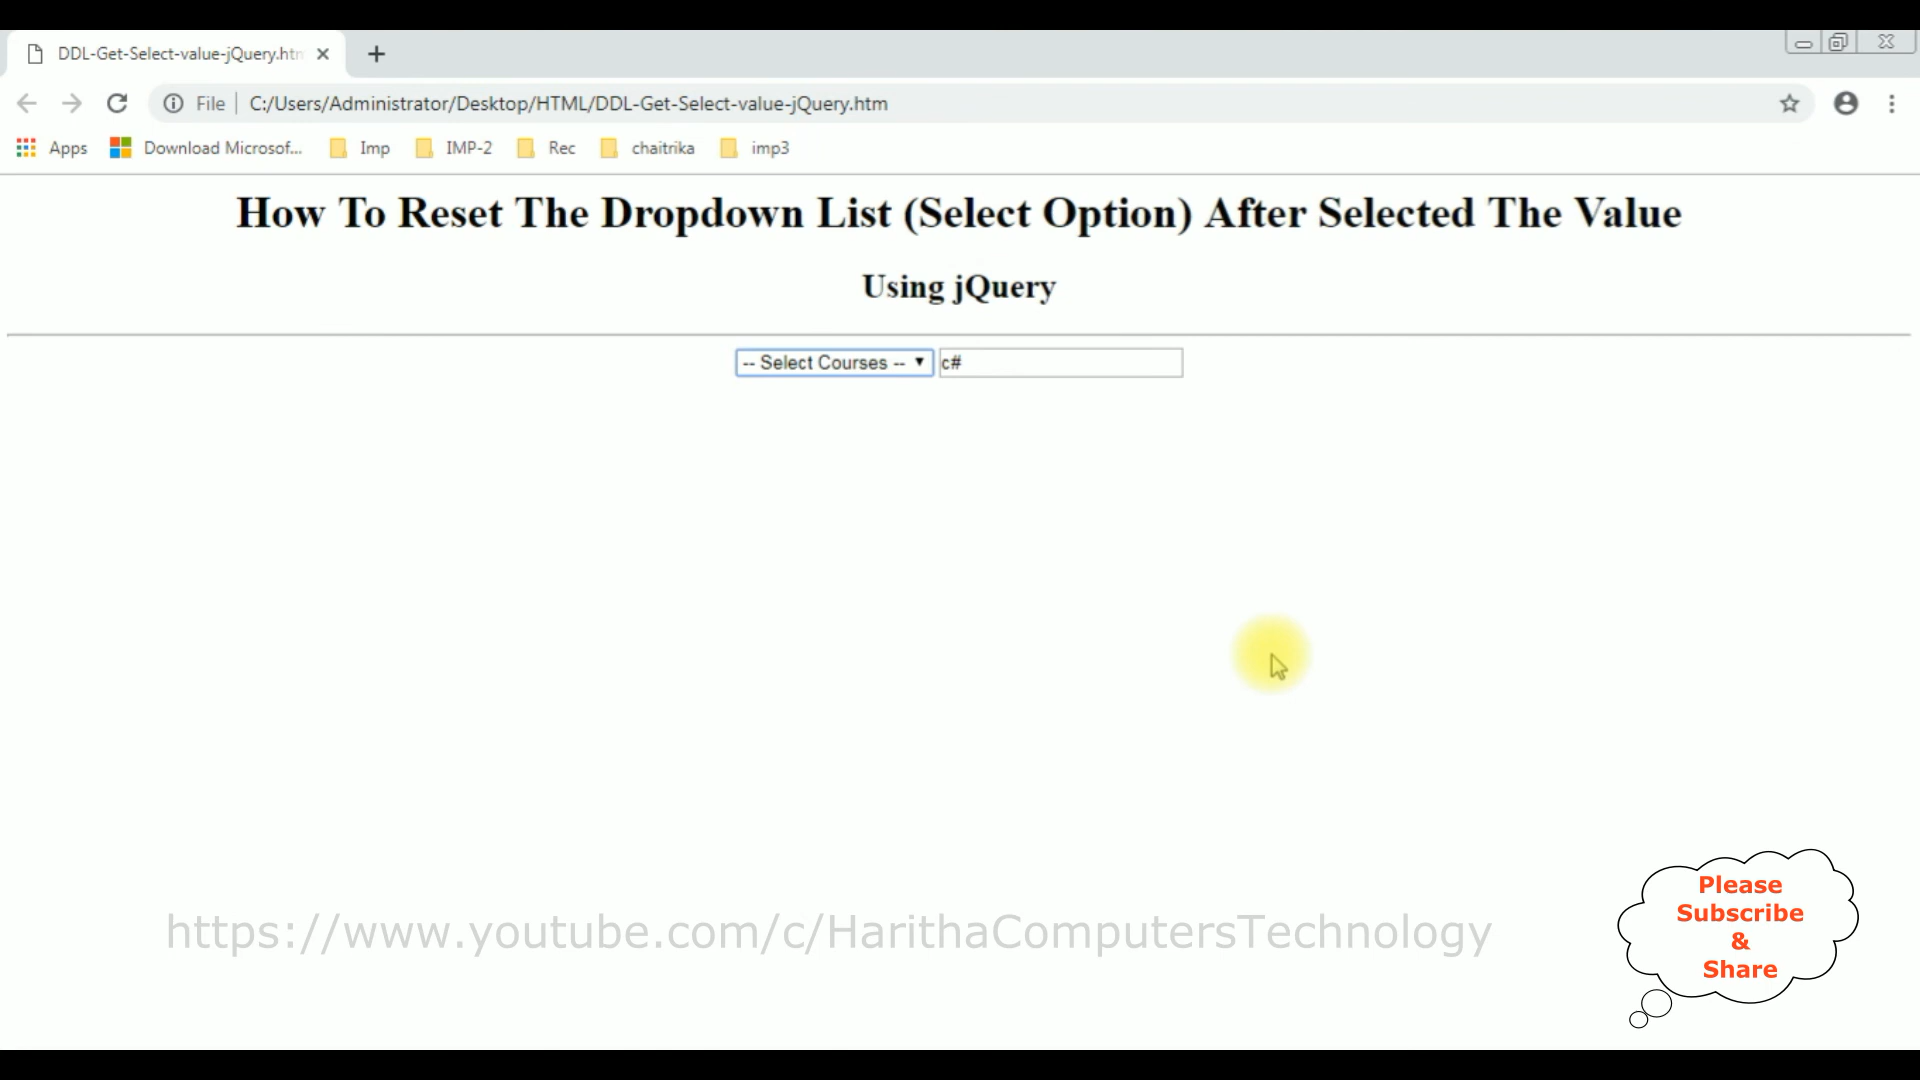 DDL-Get-Select-value-jQuery.htm
File
C:/Users/Administrator/Desktop/HTML/DDL-Get-Select-value-jQuery.htm
Apps
Download Microsof...
Imp
IMP-2
Rec
chaitrika
imp3
How To Reset The Dropdown List (Select Option) After Selected The Value
Using jQuery
-- Select Courses --
c#
Please
Subscribe
&
Share
https://www.youtube.com/c/HarithaComputersTechnology